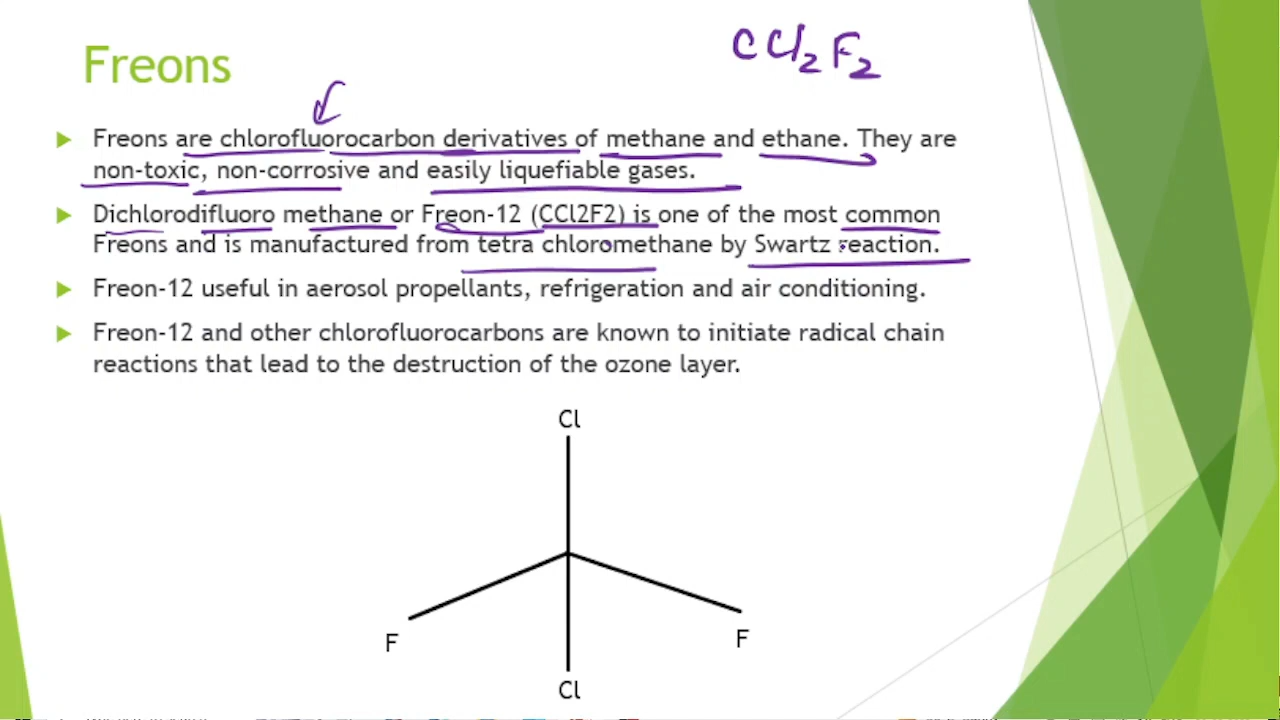 CCl2F2
Freons
Freons are chlorofluorocarbon derivatives of methane and ethane. They are
non-toxic, non-corrosive and easily liquefiable gases.
Dichlorodifluoro methane or Freon-12 (CCl2F2) is one of the most common
Freons and is manufactured from tetra chloromethane by Swartz reaction.
Freon-12 useful in aerosol propellants, refrigeration and air conditioning.
Freon-12 and other chlorofluorocarbons are known to initiate radical chain
reactions that lead to the destruction of the ozone layer.
Cl
F
F
Cl